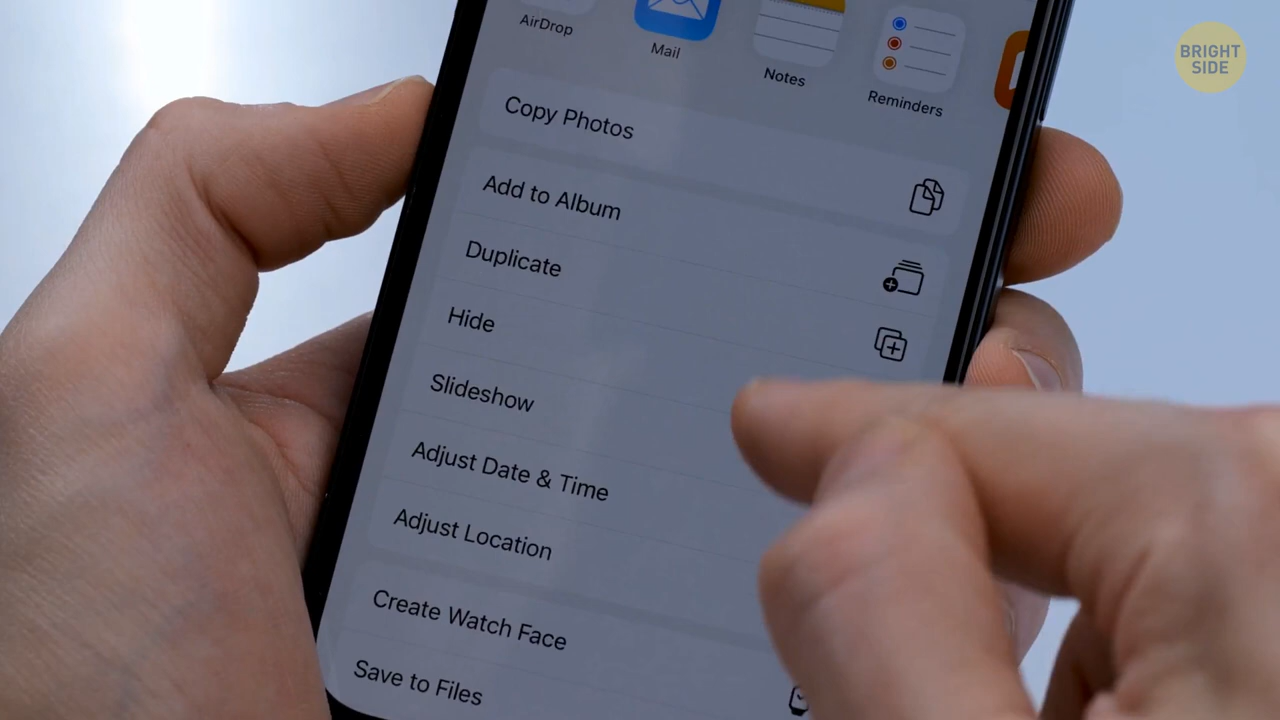 BRIGHT
SIDE
AirDrop
Mail
Notes
Reminders
Copy Photos
Add to Album
Duplicate
Hide
Slideshow
Adjust Date & Time
Adjust Location
Create Watch Face
Save to Files